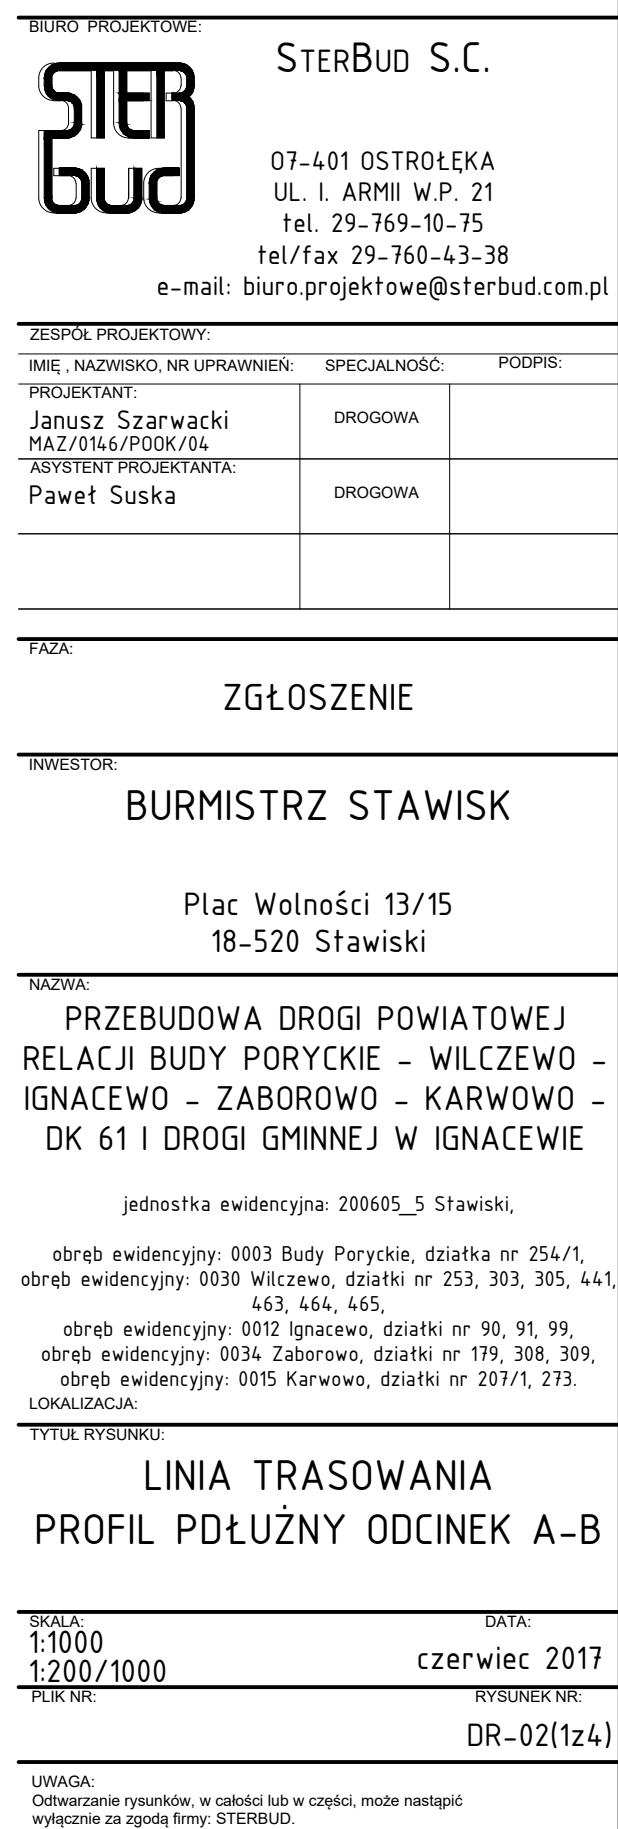 BIURO PROJEKTOWE:
STERBUD S.C.
STER
bud
07-401 OSTROŁĘKA
UL. I. ARMII W.P. 21
tel. 29-769-10-75
tel/fax 29-760-43-38
e-mail: biuro.projektowe@sterbud.com.pl
ZESPÓŁ PROJEKTOWY:
IMIĘ , NAZWISKO, NR UPRAWNIEŃ: SPECJALNOŚĆ: PODPIS:
PROJEKTANT:
Janusz Szarwacki DROGOWA
MAZ/0146/POOK/04
ASYSTENT PROJEKTANTA:
Paweł Suska DROGOWA
FAZA:
ZGŁOSZENIE
INWESTOR:
BURMISTRZ STAWISK
Plac Wolności 13/15
18-520 Stawiski
NAZWA:
PRZEBUDOWA DROGI POWIATOWEJ
RELACJI BUDY PORYCKIE - WILCZEWO -
IGNACEWO - ZABOROWO - KARWOWO -
DK 61 I DROGI GMINNEJ W IGNACEWIE
jednostka ewidencyjna: 200605_5 Stawiski,
obręb ewidencyjny: 0003 Budy Poryckie, działka nr 254/1,
obręb ewidencyjny: 0030 Wilczewo, działki nr 253, 303, 305, 441,
463, 464, 465,
obręb ewidencyjny: 0012 Ignacewo, działki nr 90, 91, 99,
obręb ewidencyjny: 0034 Zaborowo, działki nr 179, 308, 309,
obręb ewidencyjny: 0015 Karwowo, działki nr 207/1, 273.
LOKALIZACJA:
TYTUŁ RYSUNKU:
LINIA TRASOWANIA
PROFIL PDŁUŻNY ODCINEK A-B
SKALA: DATA:
1:1000
1:200/1000 czerwiec 2017
PLIK NR: RYSUNEK NR:
DR-02(1z4)
UWAGA:
Odtwarzanie rysunków, w całości lub w części, może nastąpić
wyłącznie za zgodą firmy: STERBUD.